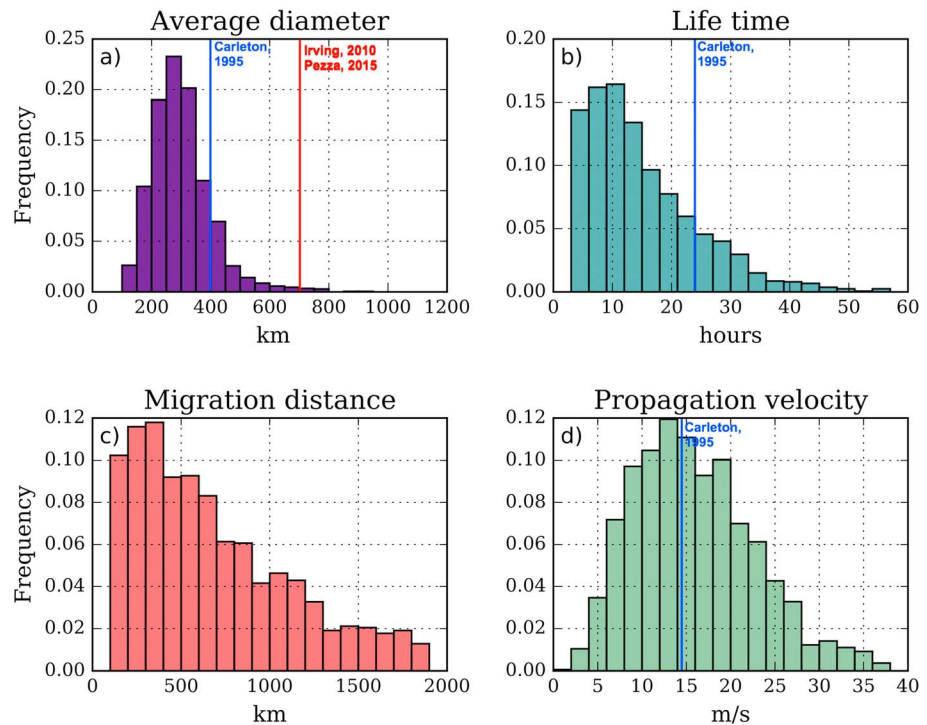 Average diameter
a)
Carleton,
1995
Irving, 2010
Pezza, 2015
0.25
0.20
0.15
0.10
0.05
0.00
Frequency
0 200 400 600 800 1000 1200
km
Life time
b)
Carleton,
1995
0.20
0.15
0.10
0.05
0.00
0 10 20 30 40 50 60
hours
Migration distance
c)
0.12
0.10
0.08
0.06
0.04
0.02
0.00
Frequency
0 500 1000 1500 2000
km
Propagation velocity
d)
Carleton,
1995
0.12
0.10
0.08
0.06
0.04
0.02
0.00
0 5 10 15 20 25 30 35 40
m/s